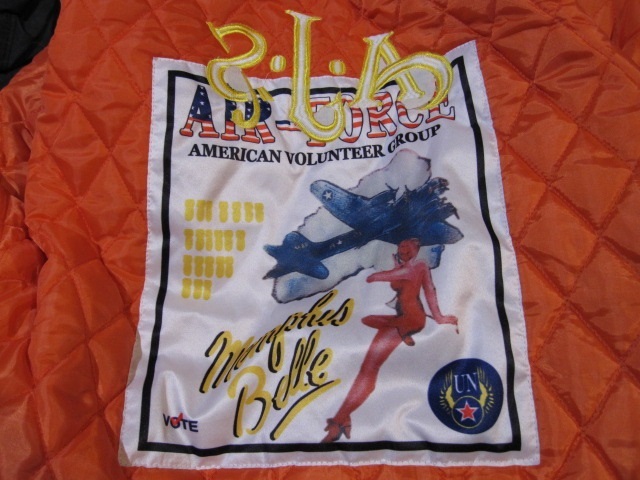 AIR-FORCE
AMERICAN VOLUNTEER GROUP
Memphis
Belle
VOTE
UN